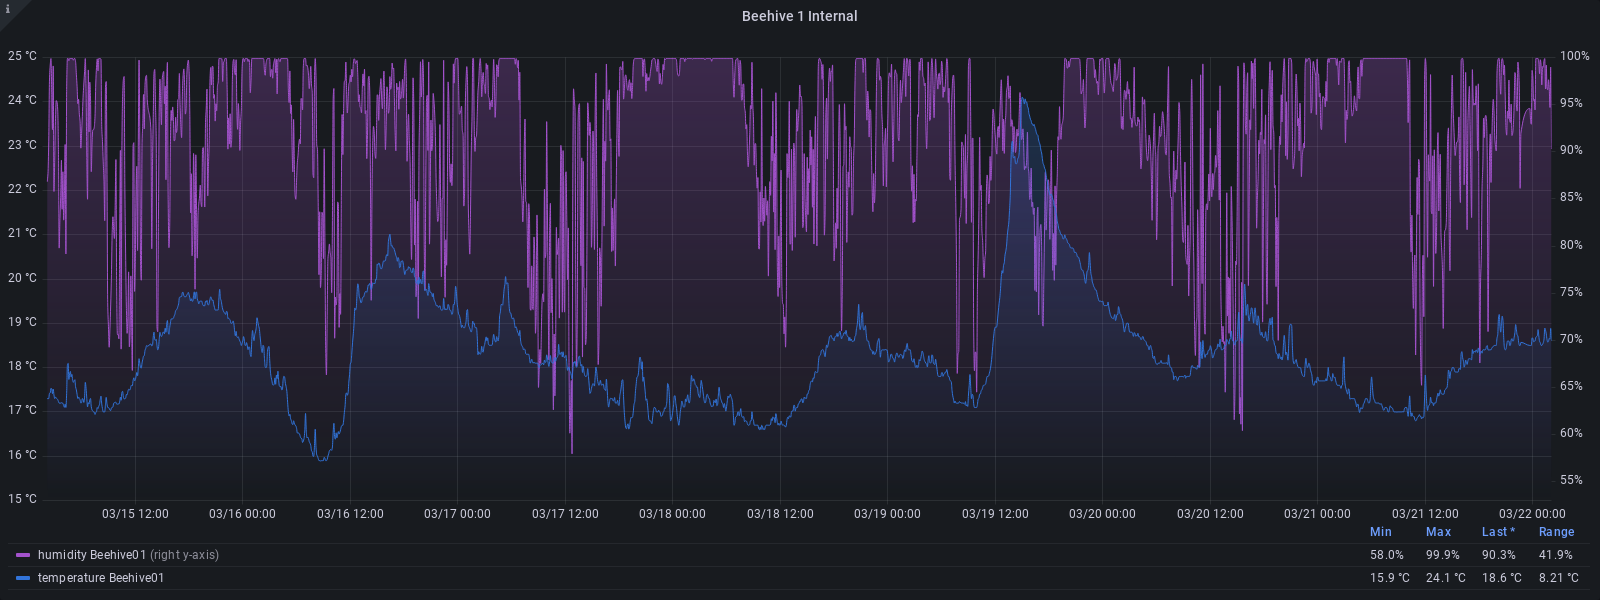 i
Beehive 1 Internal
25 °C 100%
24 °C 95%
23 °C 90%
22 °C 85%
21 °C 80%
20 °C 75%
19 °C 70%
18 °C 65%
17 °C 60%
16 °C 55%
15 °C
03/15 12:00 03/16 00:00 03/16 12:00 03/17 00:00 03/17 12:00 03/18 00:00 03/18 12:00 03/19 00:00 03/19 12:00 03/20 00:00 03/20 12:00 03/21 00:00 03/21 12:00 03/22 00:00
Min Max Last * Range
humidity Beehive01 (right y-axis) 58.0% 99.9% 90.3% 41.9%
temperature Beehive01 15.9 °C 24.1 °C 18.6 °C 8.21 °C